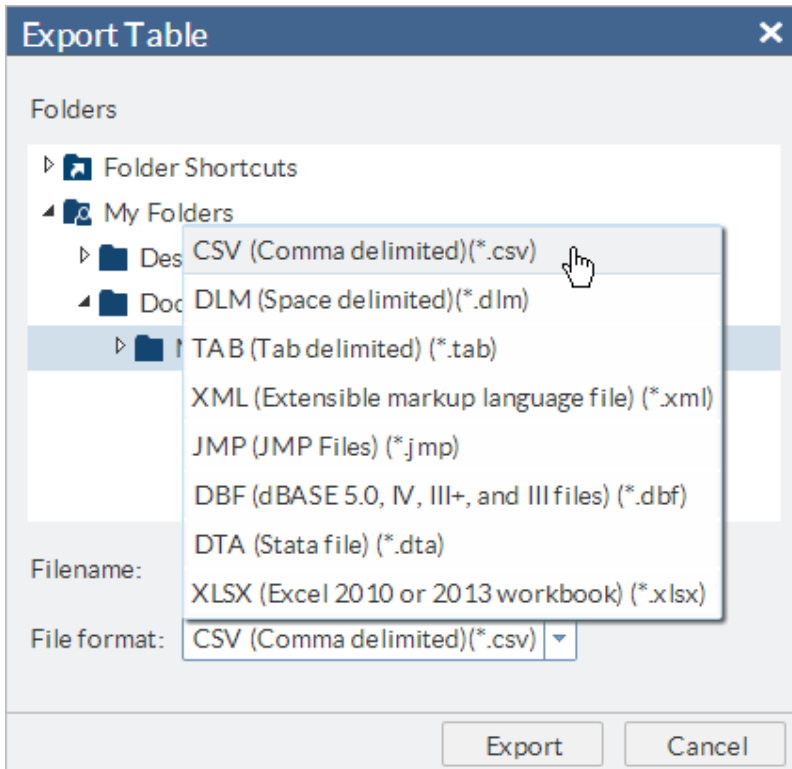 Export Table
Folders
Folder Shortcuts
My Folders
CSV (Comma delimited)(*.csv)
DLM (Space delimited)(*.dlm)
TAB (Tab delimited) (*.tab)
XML (Extensible markup language file) (*.xml)
JMP (JMP Files) (*.jmp)
DBF (dBASE 5.0, IV, III+, and III files) (*.dbf)
DTA (Stata file) (*.dta)
Filename:
XLSX (Excel 2010 or 2013 workbook) (*.xlsx)
File format: CSV (Comma delimited)(*.csv)
Export Cancel